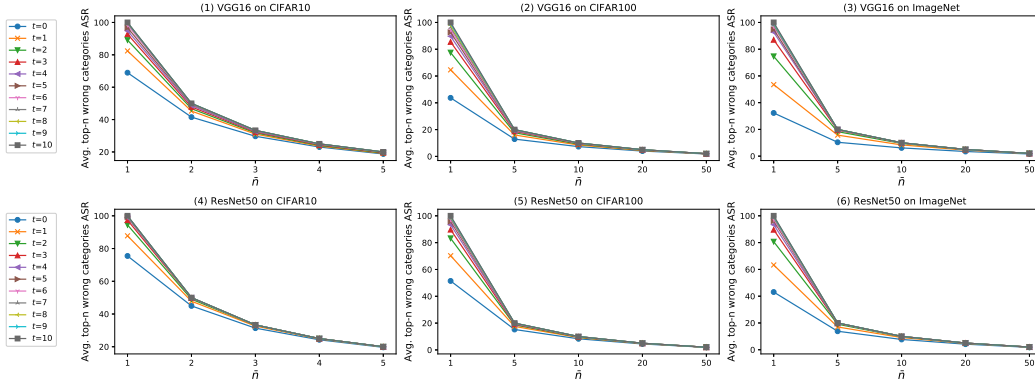 (1) VGG16 on CIFAR10
(2) VGG16 on CIFAR100
(3) VGG16 on ImageNet
t=0
t=1
t=2
t=3
t=4
t=5
t=6
t=7
t=8
t=9
t=10
Avg. top-n wrong categories ASR
100
80
60
40
20
1 2 3 4 5
ñ
Avg. top-n wrong categories ASR
100
80
60
40
20
0
1 5 10 20 50
ñ
Avg. top-n wrong categories ASR
100
80
60
40
20
0
1 5 10 20 50
ñ
(4) ResNet50 on CIFAR10
(5) ResNet50 on CIFAR100
(6) ResNet50 on ImageNet
t=0
t=1
t=2
t=3
t=4
t=5
t=6
t=7
t=8
t=9
t=10
Avg. top-n wrong categories ASR
100
80
60
40
20
1 2 3 4 5
ñ
Avg. top-n wrong categories ASR
100
80
60
40
20
0
1 5 10 20 50
ñ
Avg. top-n wrong categories ASR
100
80
60
40
20
0
1 5 10 20 50
ñ